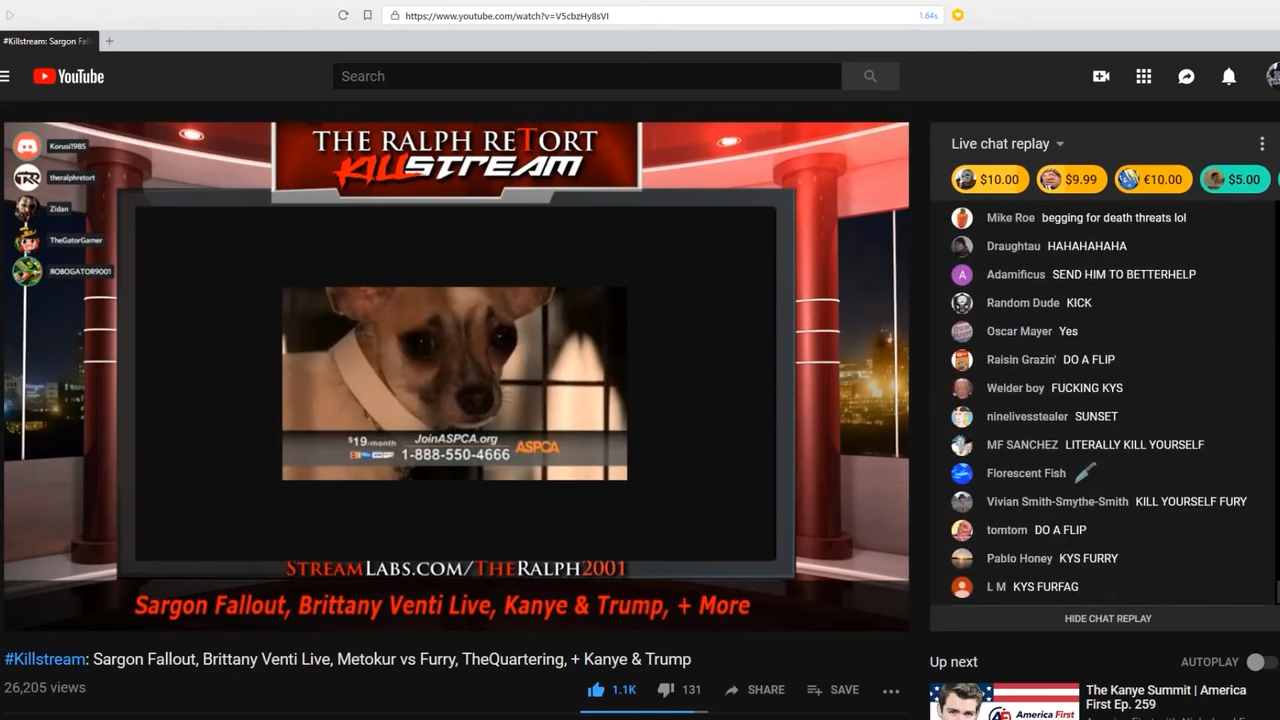 https://www.youtube.com/watch?v=V5cbzHy8sVI
1.64s
#Killstream: Sargon Fal
YouTube
Search
Korusi1985
theralphretort
Zidan
TheGatorGamer
ROBOGATOR9001
THE RALPH RETORT
KILLSTREAM
TRR
$19/month
JoinASPCA.org
1-888-550-4666
ASPCA
STREAMLABS.COM/THERALPH2001
Sargon Fallout, Brittany Venti Live, Kanye & Trump, + More
Live chat replay
$10.00 $9.99 €10.00 $5.00
Mike Roe begging for death threats lol
Draughtau HAHAHAHAHA
A Adamificus SEND HIM TO BETTERHELP
Random Dude KICK
Oscar Mayer Yes
Raisin Grazin' DO A FLIP
Welder boy FUCKING KYS
ninelivesstealer SUNSET
MF SANCHEZ LITERALLY KILL YOURSELF
Florescent Fish
Vivian Smith-Smythe-Smith KILL YOURSELF FURY
tomtom DO A FLIP
Pablo Honey KYS FURRY
L M KYS FURFAG
HIDE CHAT REPLAY
#Killstream: Sargon Fallout, Brittany Venti Live, Metokur vs Furry, TheQuartering, + Kanye & Trump
26,205 views
1.1K 131 SHARE SAVE
Up next
AUTOPLAY
The Kanye Summit | America
First Ep. 259
America First